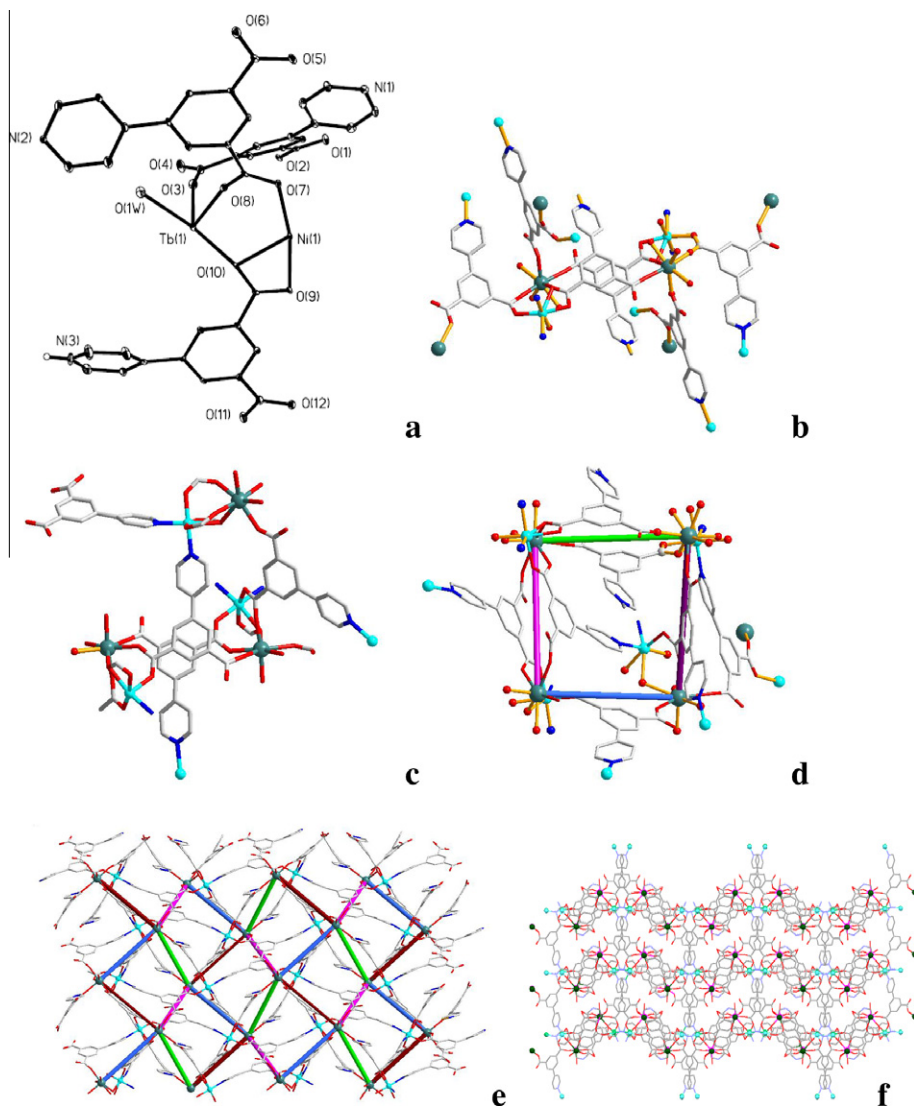 O(6)
O(5)
N(1)
N(2)
O(4)
O(1)
O(2)
O(3)
O(8)
O(7)
O(1W)
Tb(1)
Ni(1)
O(10)
O(9)
N(3)
O(11)
O(12)
a
b
c
d
e
f